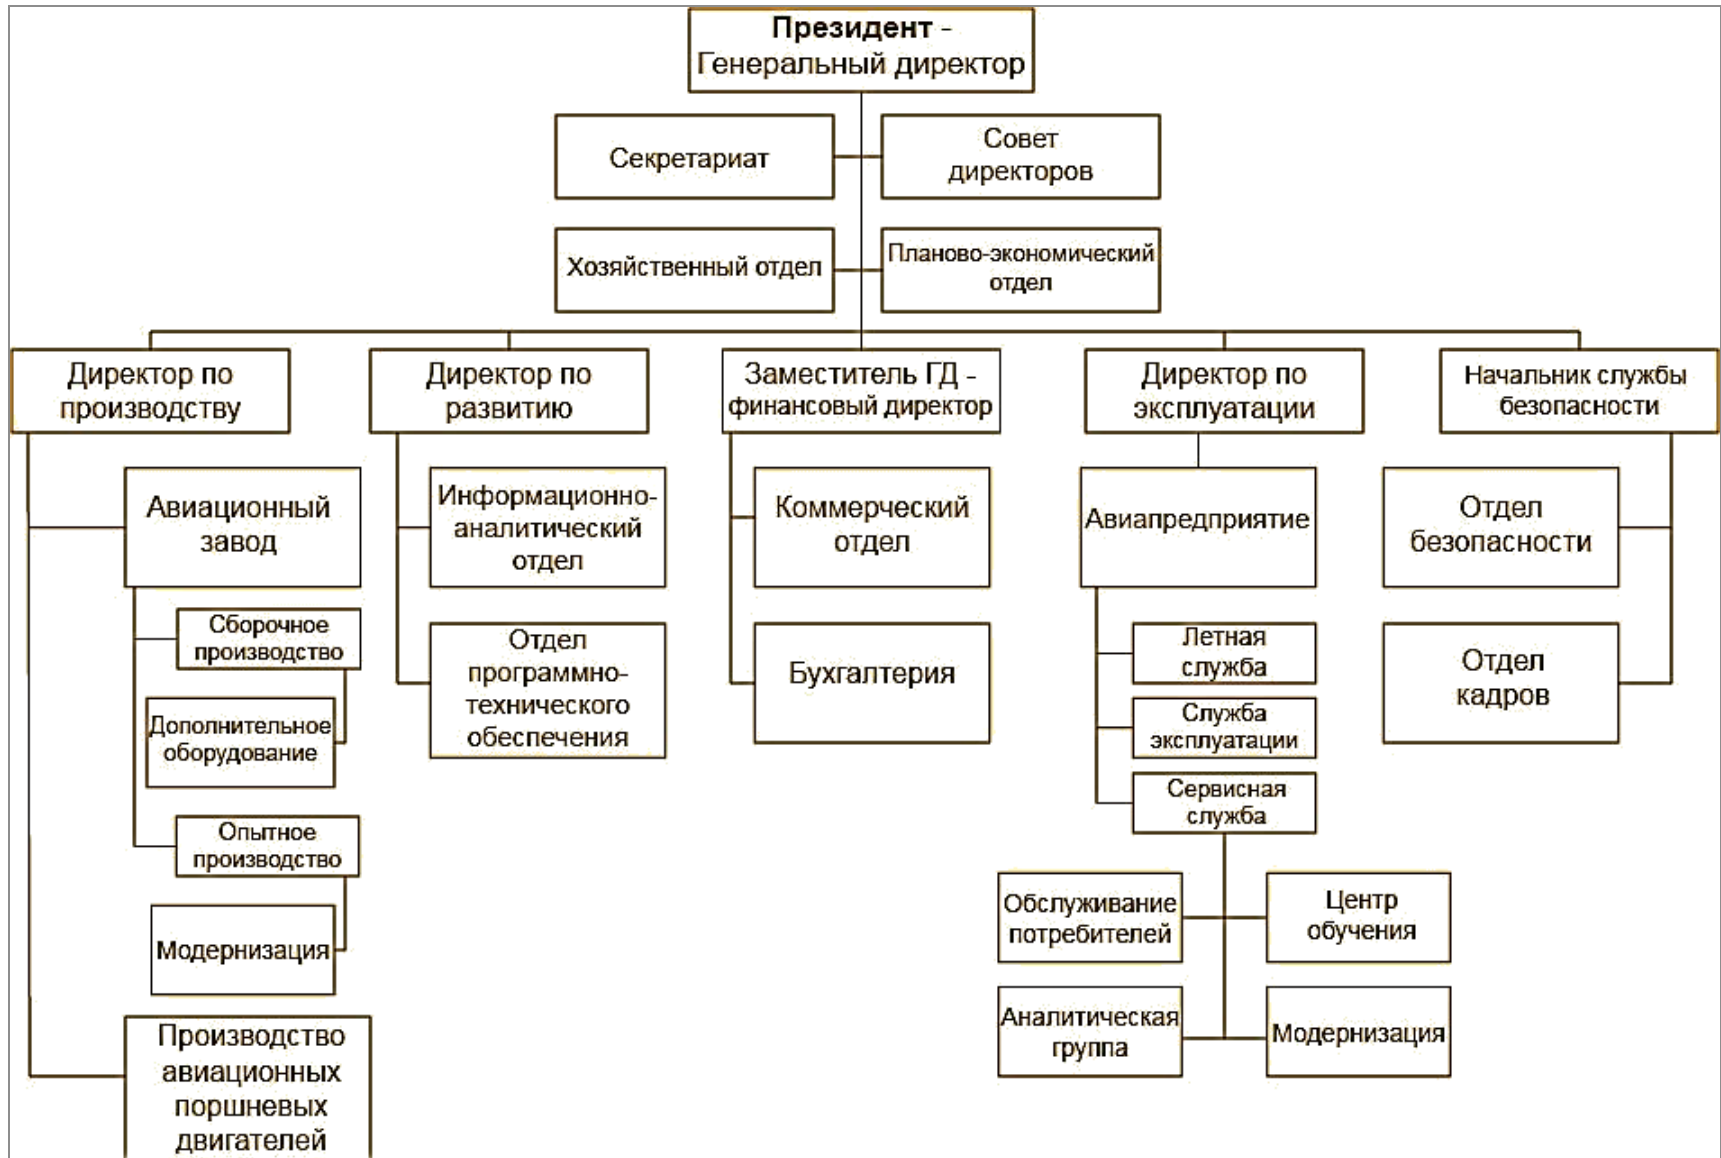 Президент -
Генеральный директор
Секретариат
Совет
директоров
Хозяйственный отдел
Планово-экономический
отдел
Директор по
производству
Директор по
развитию
Заместитель ГД -
финансовый директор
Директор по
эксплуатации
Начальник службы
безопасности
Авиационный
завод
Информационно-
аналитический
отдел
Коммерческий
отдел
Авиапредприятие
Отдел
безопасности
Сборочное
производство
Дополнительное
оборудование
Опытное
производство
Модернизация
Производство
авиационных
поршневых
двигателей
Отдел
программно-
технического
обеспечения
Бухгалтерия
Летная
служба
Служба
эксплуатации
Сервисная
служба
Обслуживание
потребителей
Центр
обучения
Аналитическая
группа
Модернизация
Отдел
кадров